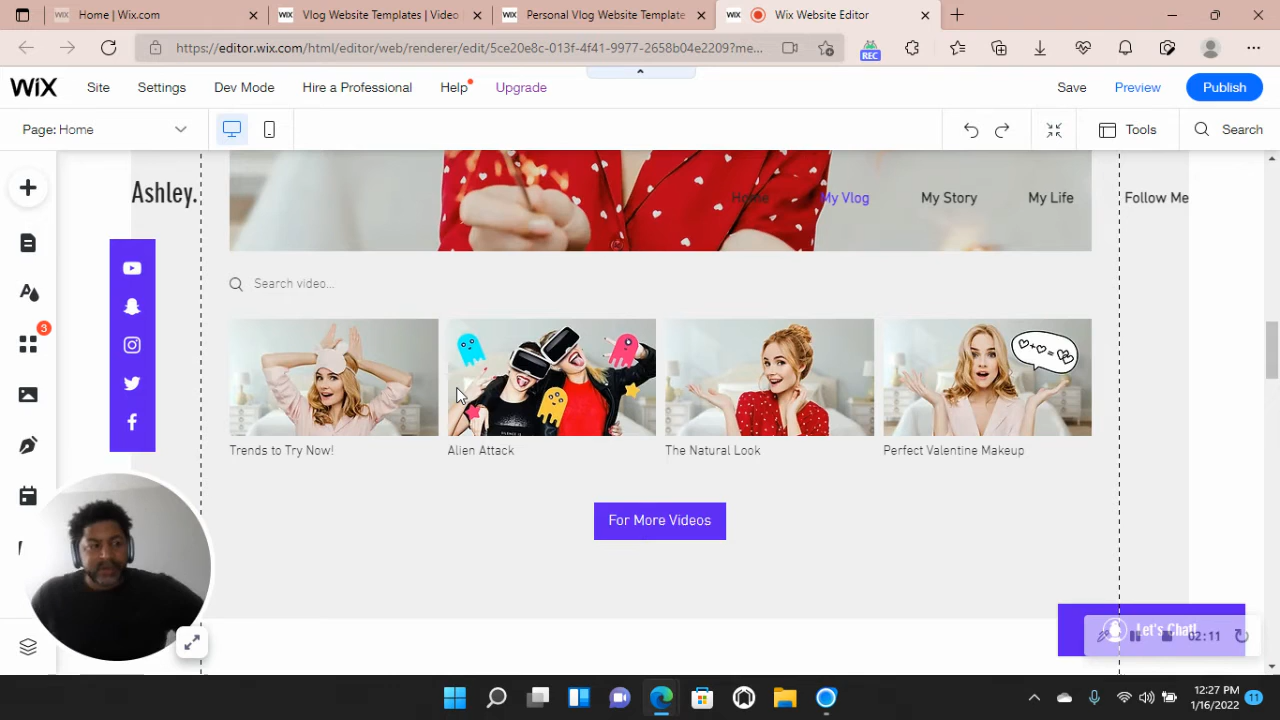 Home | Wix.com
Vlog Website Templates | Video
Personal Vlog Website Template
Wix Website Editor
https://editor.wix.com/html/editor/web/renderer/edit/5ce20e8c-013f-4f41-9977-2658b04e2209?me...
REC
WiX
Site
Settings
Dev Mode
Hire a Professional
Help
Upgrade
Save
Preview
Publish
Page: Home
Tools
Search
Ashley.
Home
My Vlog
My Story
My Life
Follow Me
Search video...
3
Trends to Try Now!
Alien Attack
The Natural Look
Perfect Valentine Makeup
For More Videos
Let's Chat!
02:11
12:27 PM
1/16/2022
11